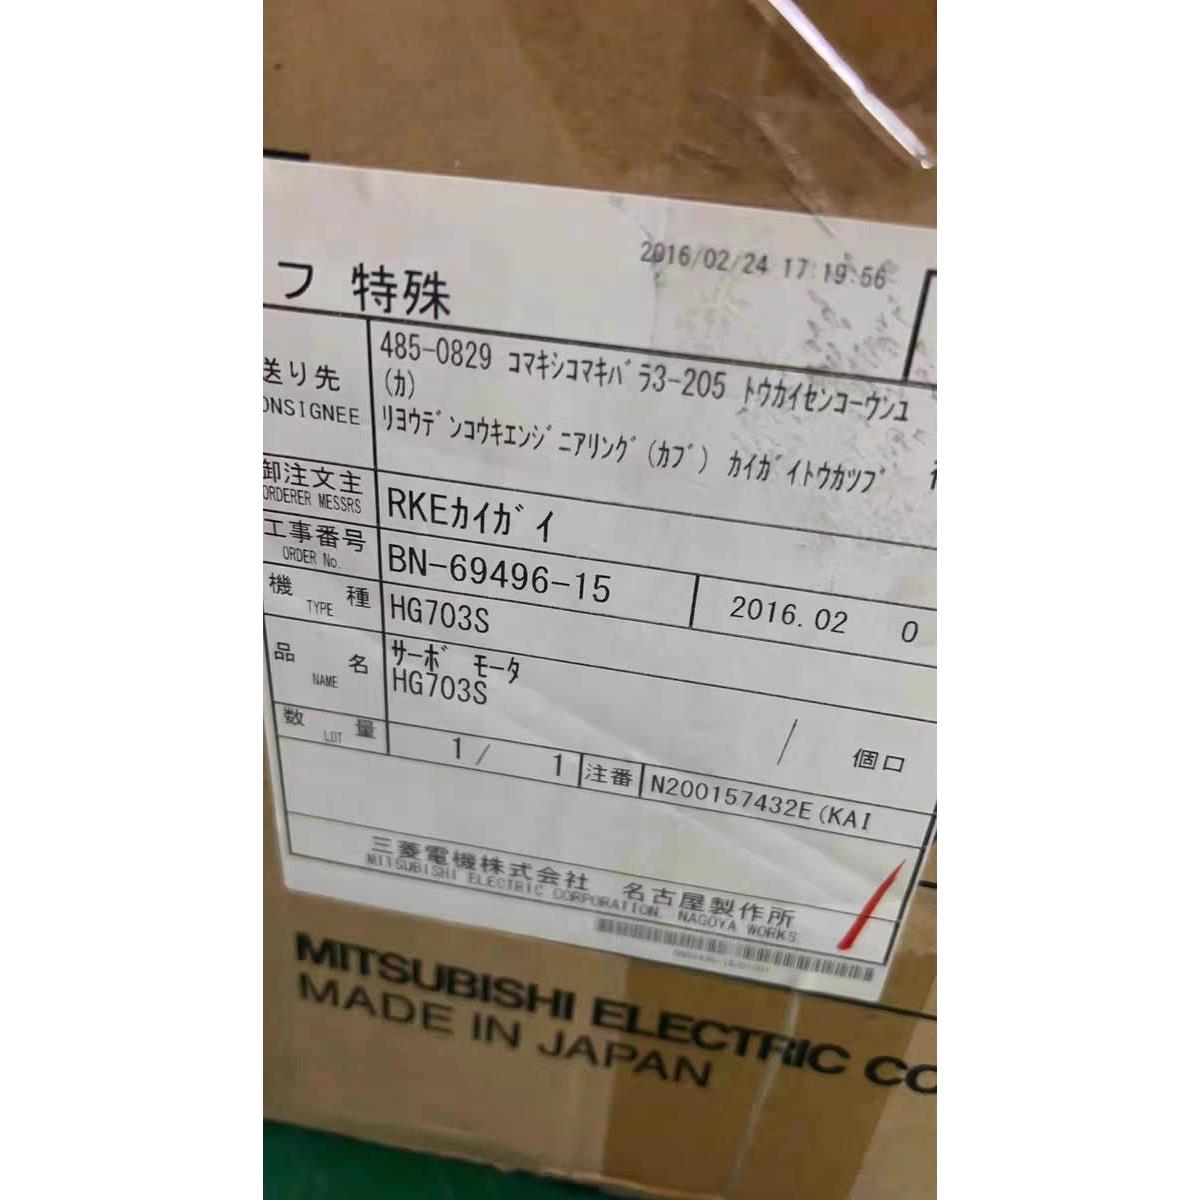 2016/02/24 17:19:56
フ 特殊
送り先
ONSIGNEE
485-0829 コマキシコマキバラ3-205 トウカイセンコーウンユ
(カ)
リヨウデンコウキエンジニアリング(カブ) カイガイトウカツブ
御注文主
ORDERER MESSRS
RKEカイガイ
工事番号
ORDER No.
BN-69496-15
2016.02 0
機種
TYPE
HG703S
品名
NAME
サーボ モータ
HG703S
/ 個口
数量
LOT
1/ 1
注番
N200157432E(KAI
三菱電機株式会社 名古屋製作所
MITSUBISHI ELECTRIC CORPORATION. NAGOYA WORKS.
MITSUBISHI ELECTRIC CO
MADE IN JAPAN